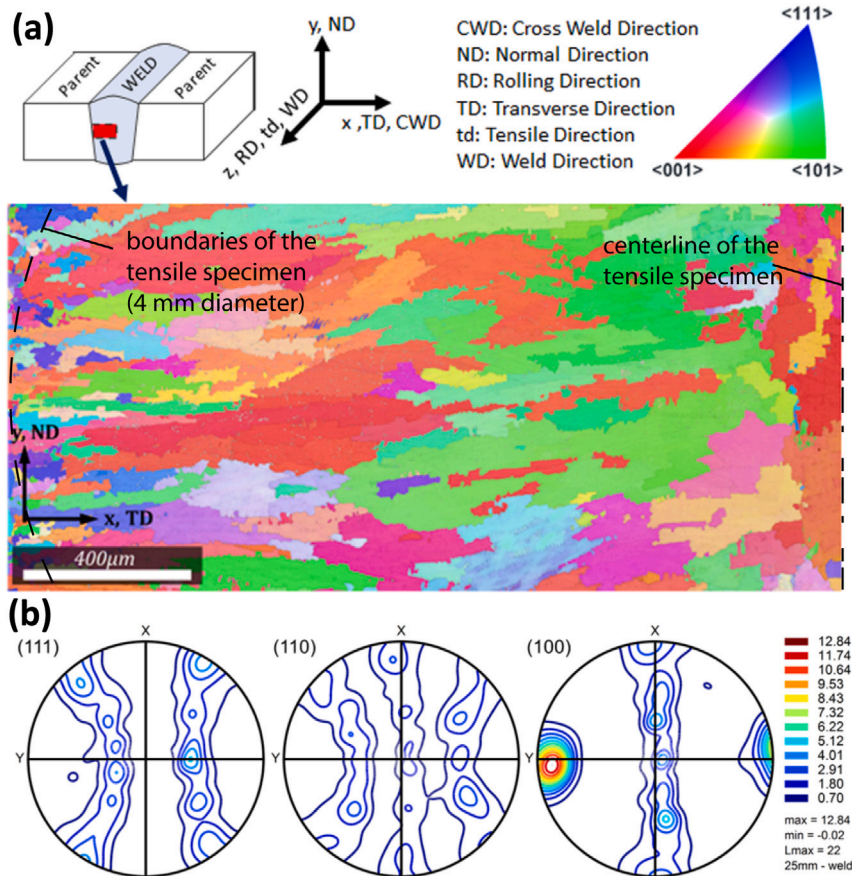 (a)
Parent
WELD
Parent
y, ND
x ,TD, CWD
z, RD, td, WD
CWD: Cross Weld Direction
ND: Normal Direction
RD: Rolling Direction
TD: Transverse Direction
td: Tensile Direction
WD: Weld Direction
<111>
<001>
<101>
boundaries of the
tensile specimen
(4 mm diameter)
centerline of the
tensile specimen
y, ND
x, TD
400μm
(b)
(111)
X
Y
(110)
X
Y
(100)
X
Y
12.84
11.74
10.64
9.53
8.43
7.32
6.22
5.12
4.01
2.91
1.80
0.70
max = 12.84
min = -0.02
Lmax = 22
25mm - weld